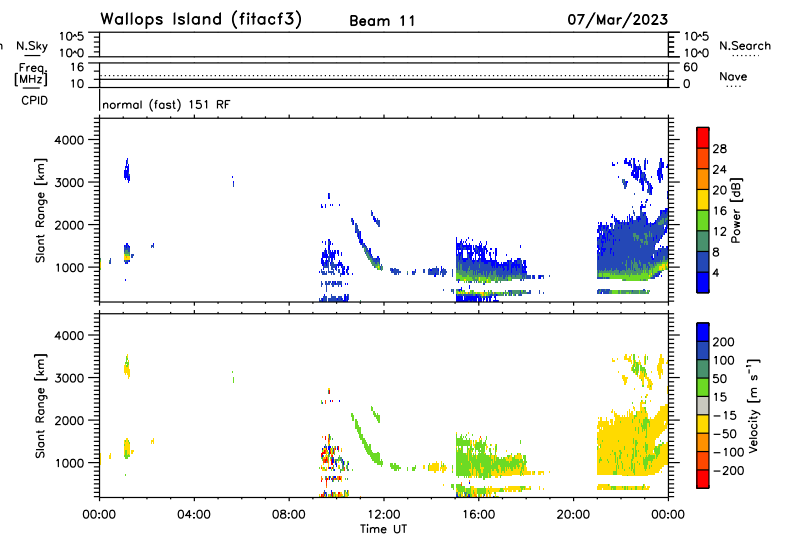 Wallops Island (fitacf3) Beam 11 07/Mar/2023
N.Sky 10^5 10^0 10^5 10^0 N.Search
Freq. [MHz] 16 10 60 0 Nave
CPID normal (fast) 151 RF
Slant Range [km]
4000
3000
2000
1000
28
24
20
16
12
8
4
Power [dB]
Slant Range [km]
4000
3000
2000
1000
200
100
50
15
-15
-50
-100
-200
Velocity [m s⁻¹]
00:00 04:00 08:00 12:00 16:00 20:00 00:00
Time UT